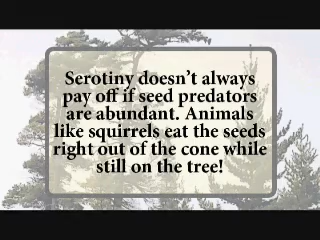 Serotiny doesn't always
pay off if seed predators
are abundant. Animals
like squirrels eat the seeds
right out of the cone while
still on the tree!